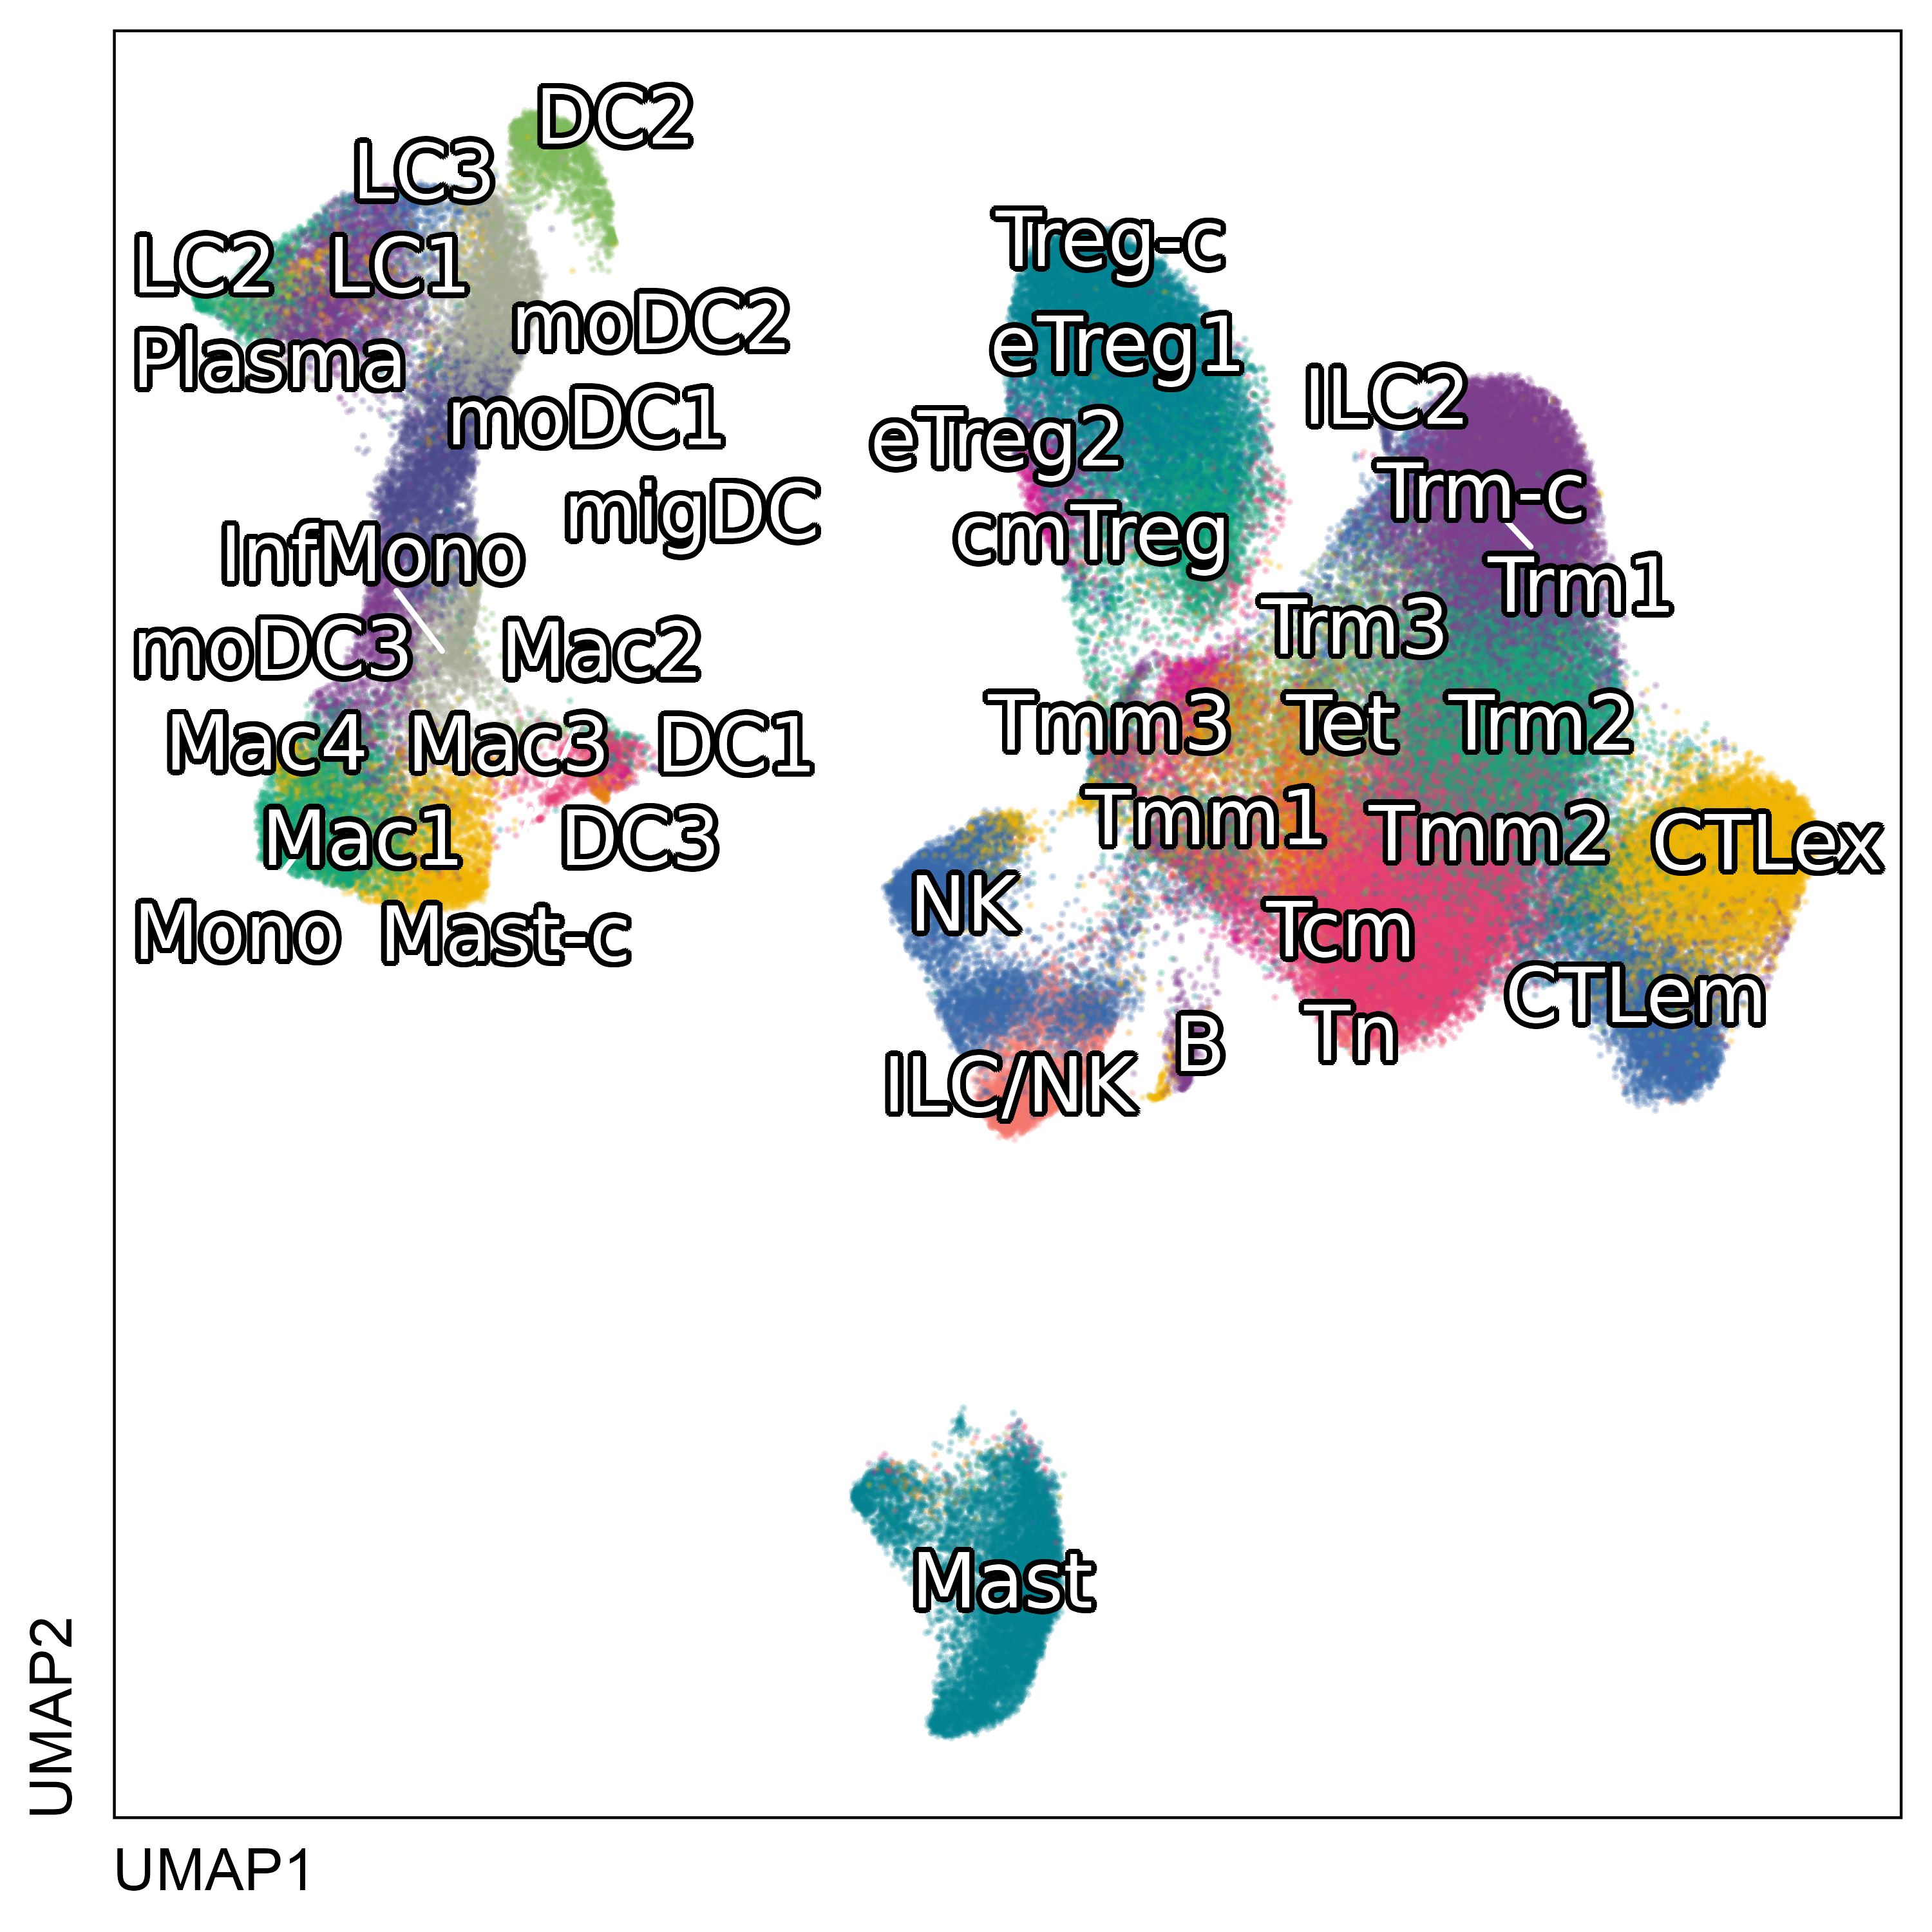 DC2
LC3
LC2
LC1
Plasma
moDC2
moDC1
migDC
InfMono
moDC3
Mac2
Mac4
Mac3
DC1
Mac1
DC3
Mono
Mast-c
Treg-c
eTreg1
eTreg2
cmTreg
ILC2
Trm-c
Trm1
Trm3
Tmm3
Tet
Trm2
Tmm1
Tmm2
CTLex
NK
Tcm
CTLem
Tn
B
ILC/NK
Mast
UMAP2
UMAP1